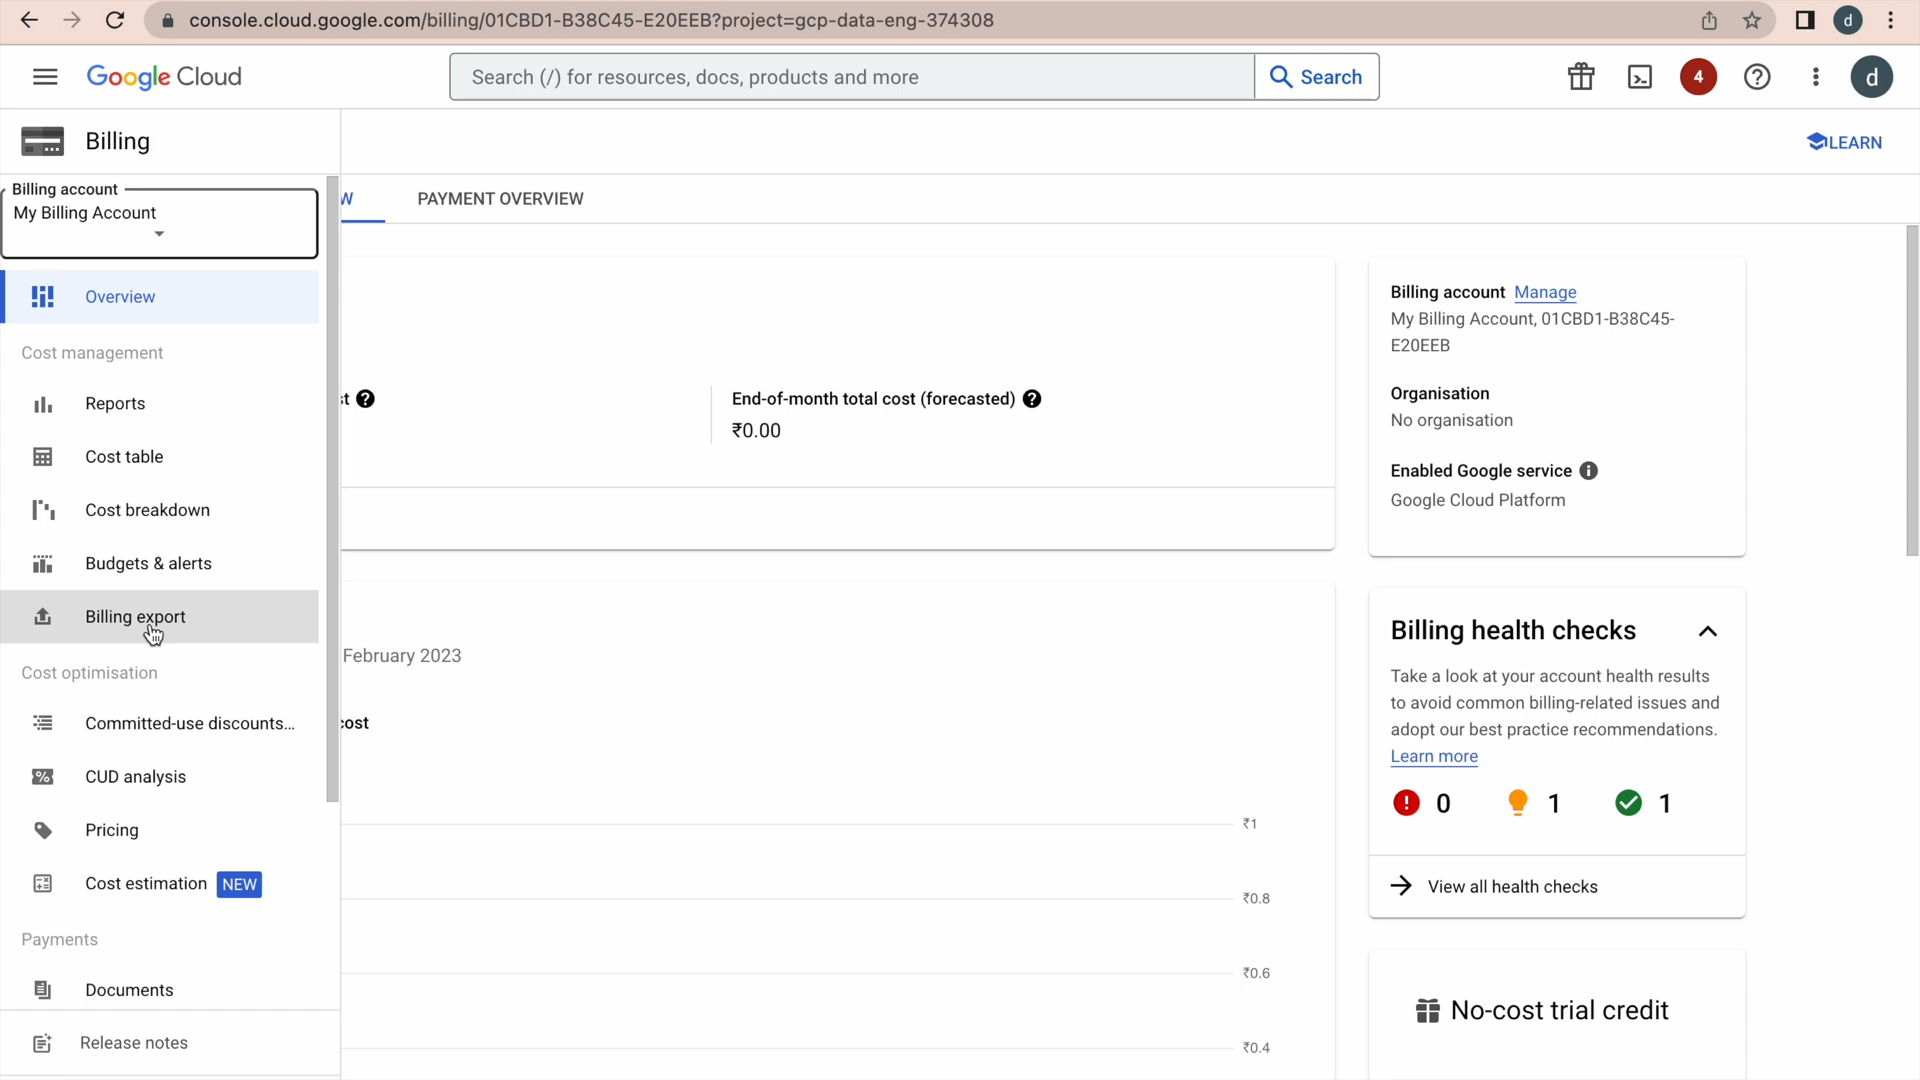 console.cloud.google.com/billing/01CBD1-B38C45-E20EEB?project=gcp-data-eng-374308
d
Google Cloud
Search (/) for resources, docs, products and more
Search
4
d
Billing
LEARN
Billing account
My Billing Account
W
PAYMENT OVERVIEW
Overview
Cost management
Reports
Cost table
Cost breakdown
Budgets & alerts
Billing export
Cost optimisation
Committed-use discounts...
CUD analysis
Pricing
Cost estimation NEW
Payments
Documents
Release notes
st
End-of-month total cost (forecasted)
₹0.00
February 2023
cost
₹1
₹0.8
₹0.6
₹0.4
Billing account Manage
My Billing Account, 01CBD1-B38C45-
E20EEB
Organisation
No organisation
Enabled Google service
Google Cloud Platform
Billing health checks
Take a look at your account health results
to avoid common billing-related issues and
adopt our best practice recommendations.
Learn more
0 1 1
View all health checks
No-cost trial credit